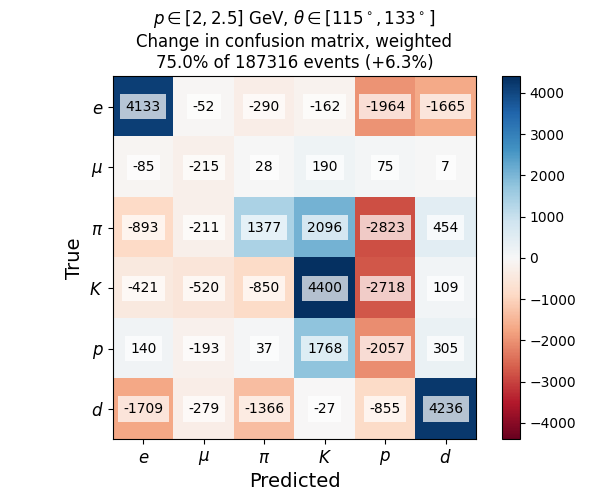 p ∈ [2, 2.5] GeV, θ ∈ [115°, 133°]
Change in confusion matrix, weighted
75.0% of 187316 events (+6.3%)
e 4133 -52 -290 -162 -1964 -1665
μ -85 -215 28 190 75 7
π -893 -211 1377 2096 -2823 454
K -421 -520 -850 4400 -2718 109
p 140 -193 37 1768 -2057 305
d -1709 -279 -1366 -27 -855 4236
e μ π K p d
True
Predicted
4000
3000
2000
1000
0
−1000
−2000
−3000
−4000